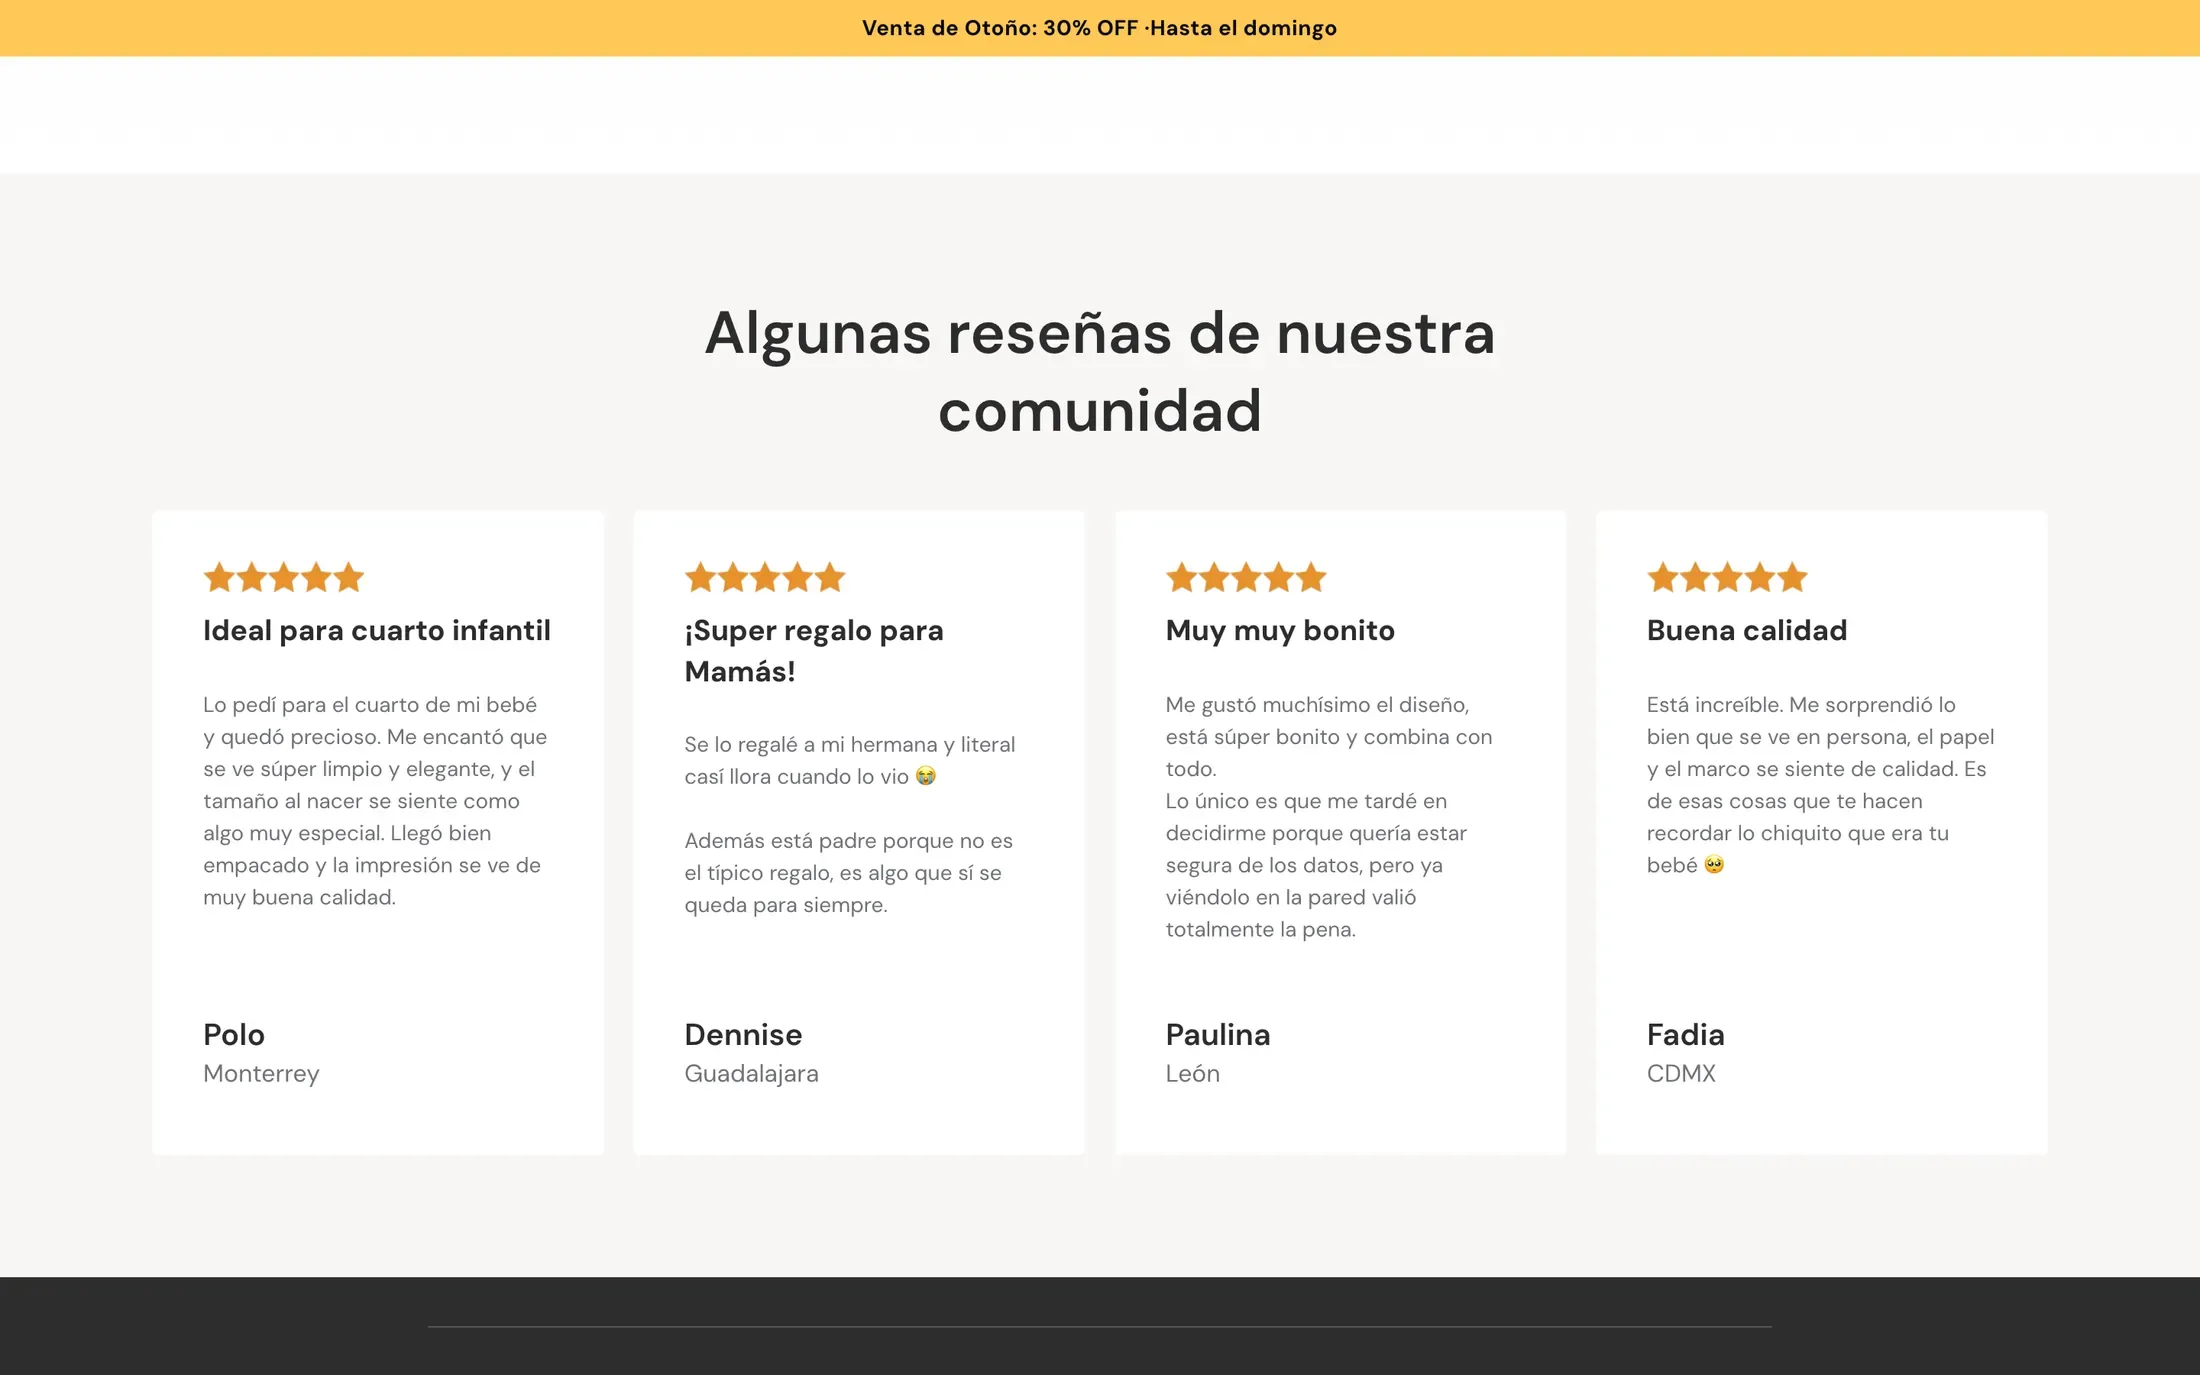 Venta de Otoño: 30% OFF ·Hasta el domingo
Algunas reseñas de nuestra
comunidad
Ideal para cuarto infantil
Lo pedí para el cuarto de mi bebé
y quedó precioso. Me encantó que
se ve súper limpio y elegante, y el
tamaño al nacer se siente como
algo muy especial. Llegó bien
empacado y la impresión se ve de
muy buena calidad.
Polo
Monterrey
¡Super regalo para
Mamás!
Se lo regalé a mi hermana y literal
casí llora cuando lo vio 😭
Además está padre porque no es
el típico regalo, es algo que sí se
queda para siempre.
Dennise
Guadalajara
Muy muy bonito
Me gustó muchísimo el diseño,
está súper bonito y combina con
todo.
Lo único es que me tardé en
decidirme porque quería estar
segura de los datos, pero ya
viéndolo en la pared valió
totalmente la pena.
Paulina
León
Buena calidad
Está increíble. Me sorprendió lo
bien que se ve en persona, el papel
y el marco se siente de calidad. Es
de esas cosas que te hacen
recordar lo chiquito que era tu
bebé 🥺
Fadia
CDMX